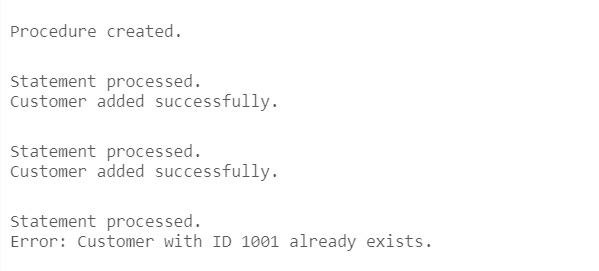 Procedure created.
Statement processed.
Customer added successfully.
Statement processed.
Customer added successfully.
Statement processed.
Error: Customer with ID 1001 already exists.